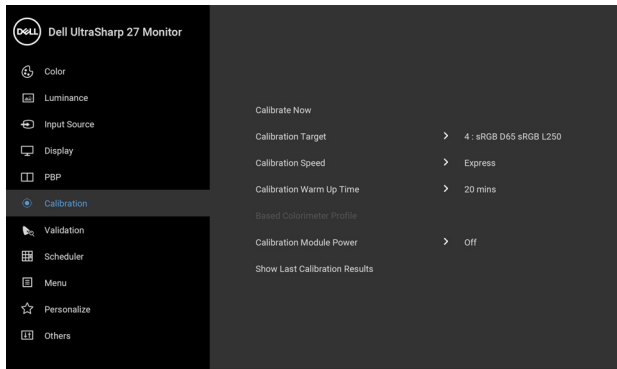 DELL Dell UltraSharp 27 Monitor
Color
Luminance
Input Source
Display
PBP
Calibration
Validation
Scheduler
Menu
Personalize
Others
Calibrate Now
Calibration Target > 4 : sRGB D65 sRGB L250
Calibration Speed > Express
Calibration Warm Up Time > 20 mins
Based Colorimeter Profile
Calibration Module Power > Off
Show Last Calibration Results